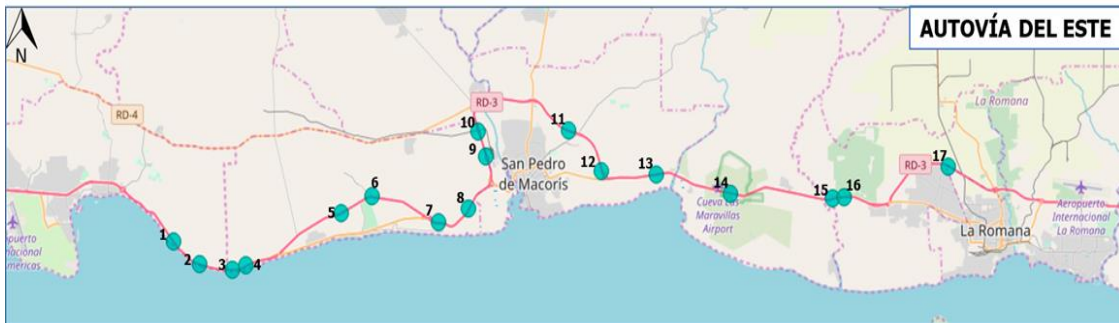 AUTOVÍA DEL ESTE
N
RD-4
RD-3
10
11
9
San Pedro
de Macorís
12
13
14
Cueva Las
Maravillas
Airport
15
16
RD-3
17
La Romana
La Romana
Aeropuerto
Internacional
La Romana
1
2
3
4
5
6
7
8